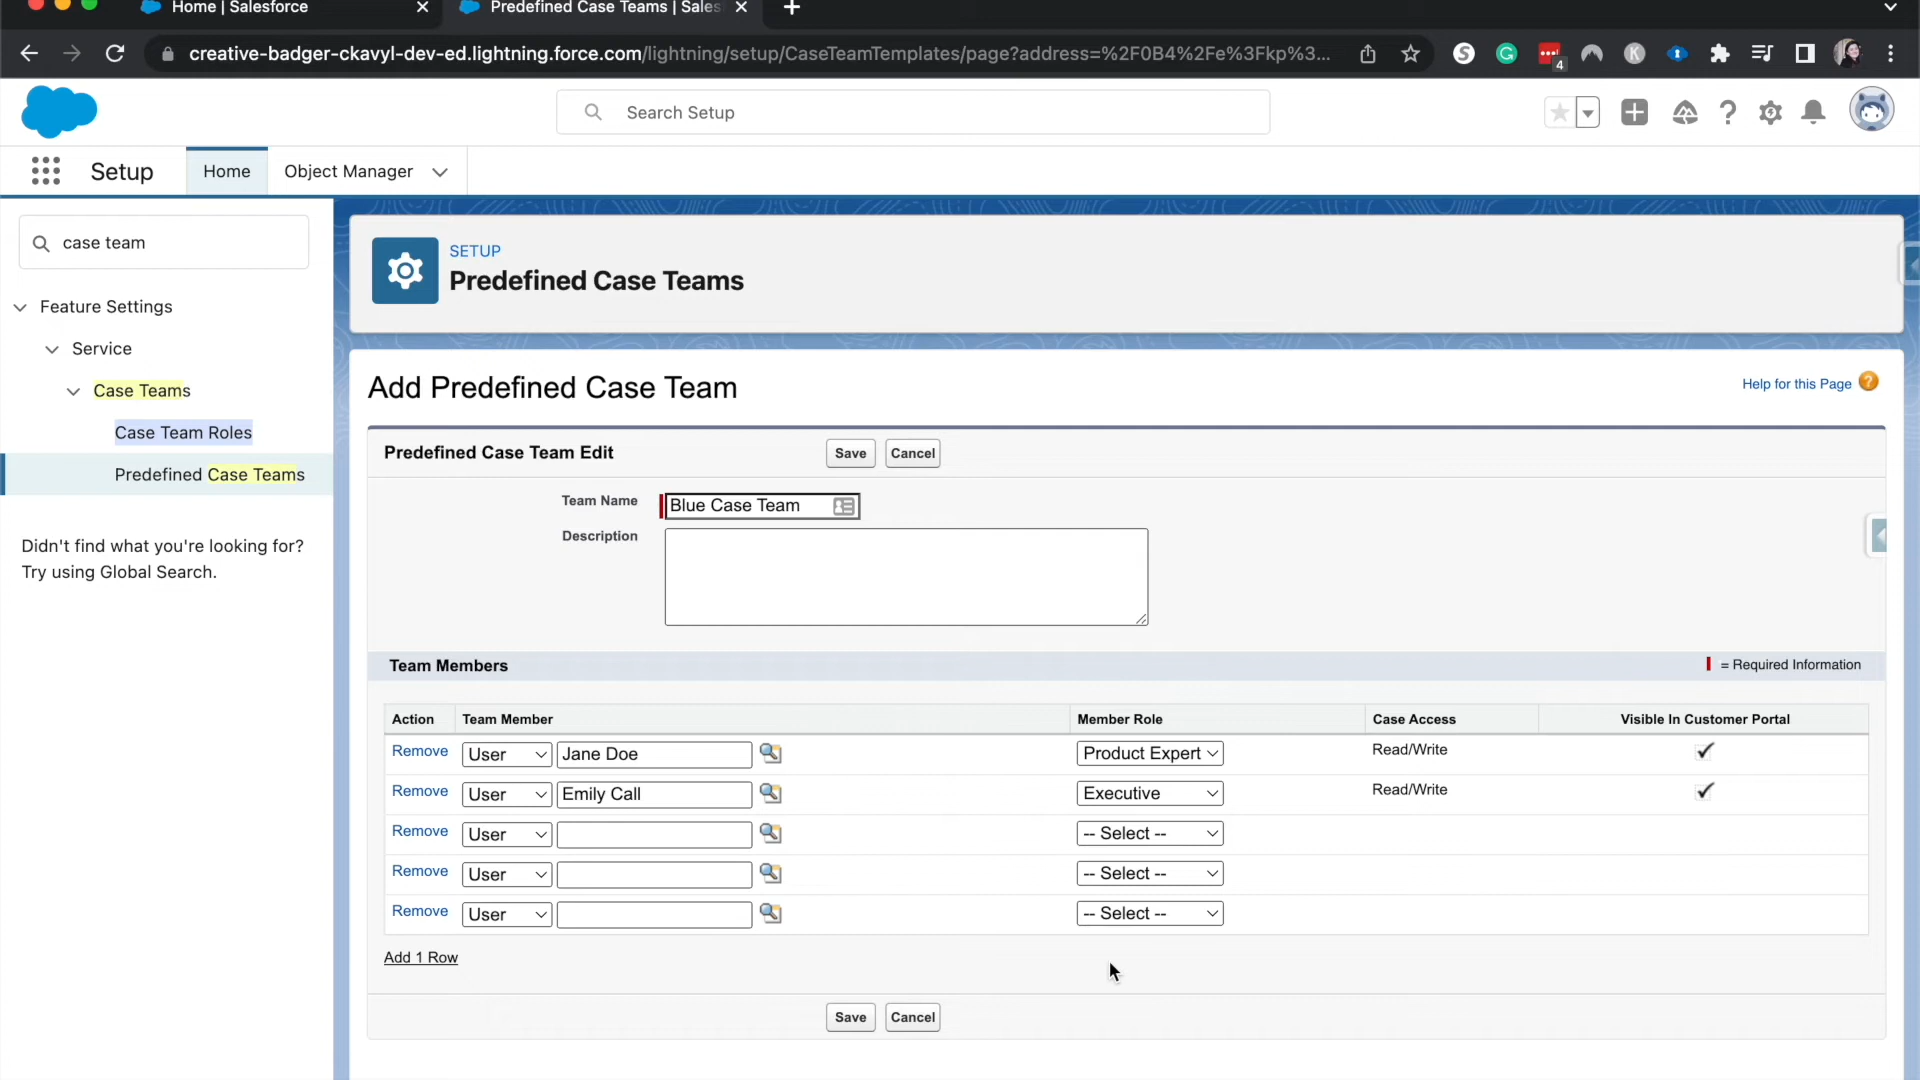 Home | Salesforce
Predefined Case Teams | Sales
creative-badger-ckavyl-dev-ed.lightning.force.com/lightning/setup/CaseTeamTemplates/page?address=%2F0B4%2Fe%3Fkp%3...
S
G
4
K
Search Setup
Setup
Home
Object Manager
case team
Feature Settings
Service
Case Teams
Case Team Roles
Predefined Case Teams
Didn't find what you're looking for?
Try using Global Search.
SETUP
Predefined Case Teams
Add Predefined Case Team
Help for this Page ?
Predefined Case Team Edit
Save
Cancel
Team Name
Blue Case Team
Description
Team Members
= Required Information
Action
Team Member
Member Role
Case Access
Visible In Customer Portal
Remove
User
Jane Doe
Product Expert
Read/Write
Remove
User
Emily Call
Executive
Read/Write
Remove
User
-- Select --
Remove
User
-- Select --
Remove
User
-- Select --
Add 1 Row
Save
Cancel